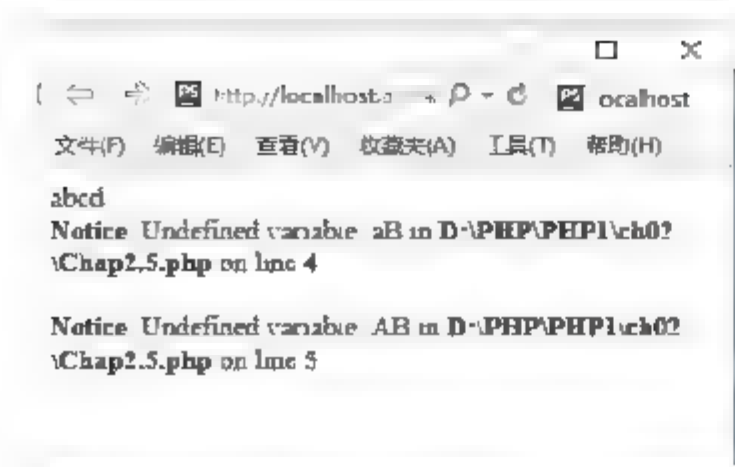 http://localhost ocalhost
文件(F) 编辑(E) 查看(V) 收藏夹(A) 工具(T) 帮助(H)
abcd
Notice Undefined variable aB in D:\PHP\PHP1\ch02
\Chap2.5.php on line 4
Notice Undefined variable AB in D:\PHP\PHP1\ch02
\Chap2.5.php on line 5